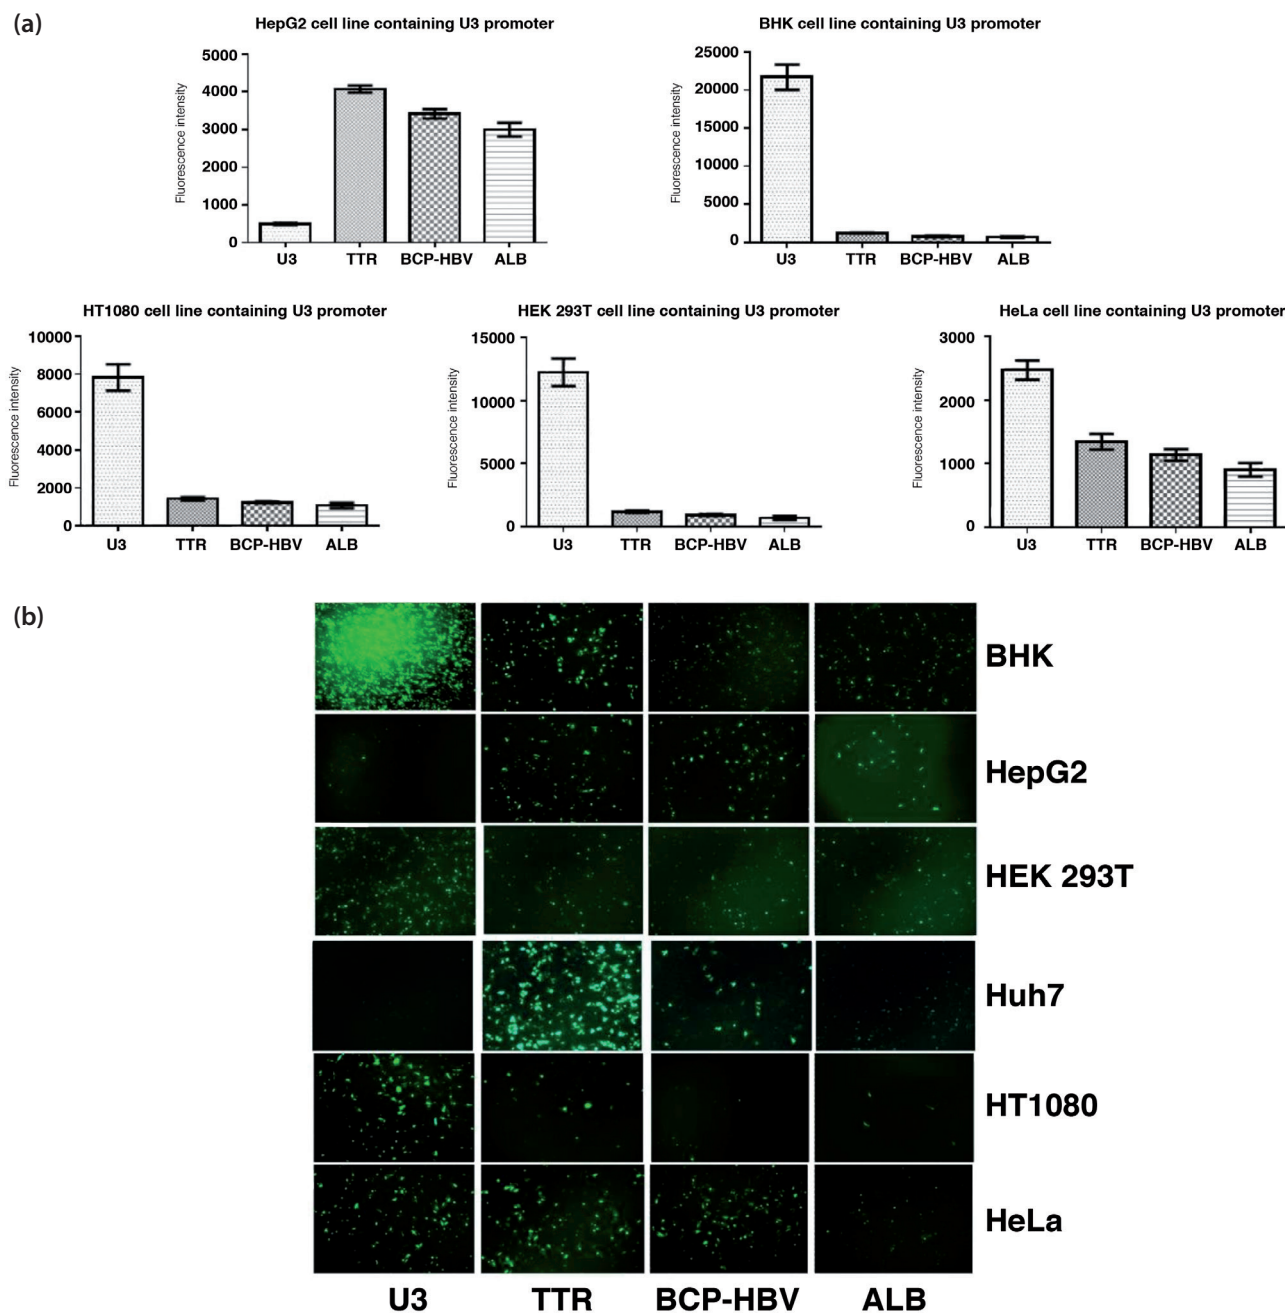 (a)
HepG2 cell line containing U3 promoter
Fluorescence intensity
5000
4000
3000
2000
1000
0
U3 TTR BCP-HBV ALB
BHK cell line containing U3 promoter
Fluorescence intensity
25000
20000
15000
10000
5000
0
U3 TTR BCP-HBV ALB
HT1080 cell line containing U3 promoter
Fluorescence intensity
10000
8000
6000
4000
2000
0
U3 TTR BCP-HBV ALB
HEK 293T cell line containing U3 promoter
Fluorescence intensity
15000
10000
5000
0
U3 TTR BCP-HBV ALB
HeLa cell line containing U3 promoter
Fluorescence intensity
3000
2000
1000
0
U3 TTR BCP-HBV ALB
(b)
BHK
HepG2
HEK 293T
Huh7
HT1080
HeLa
U3 TTR BCP-HBV ALB